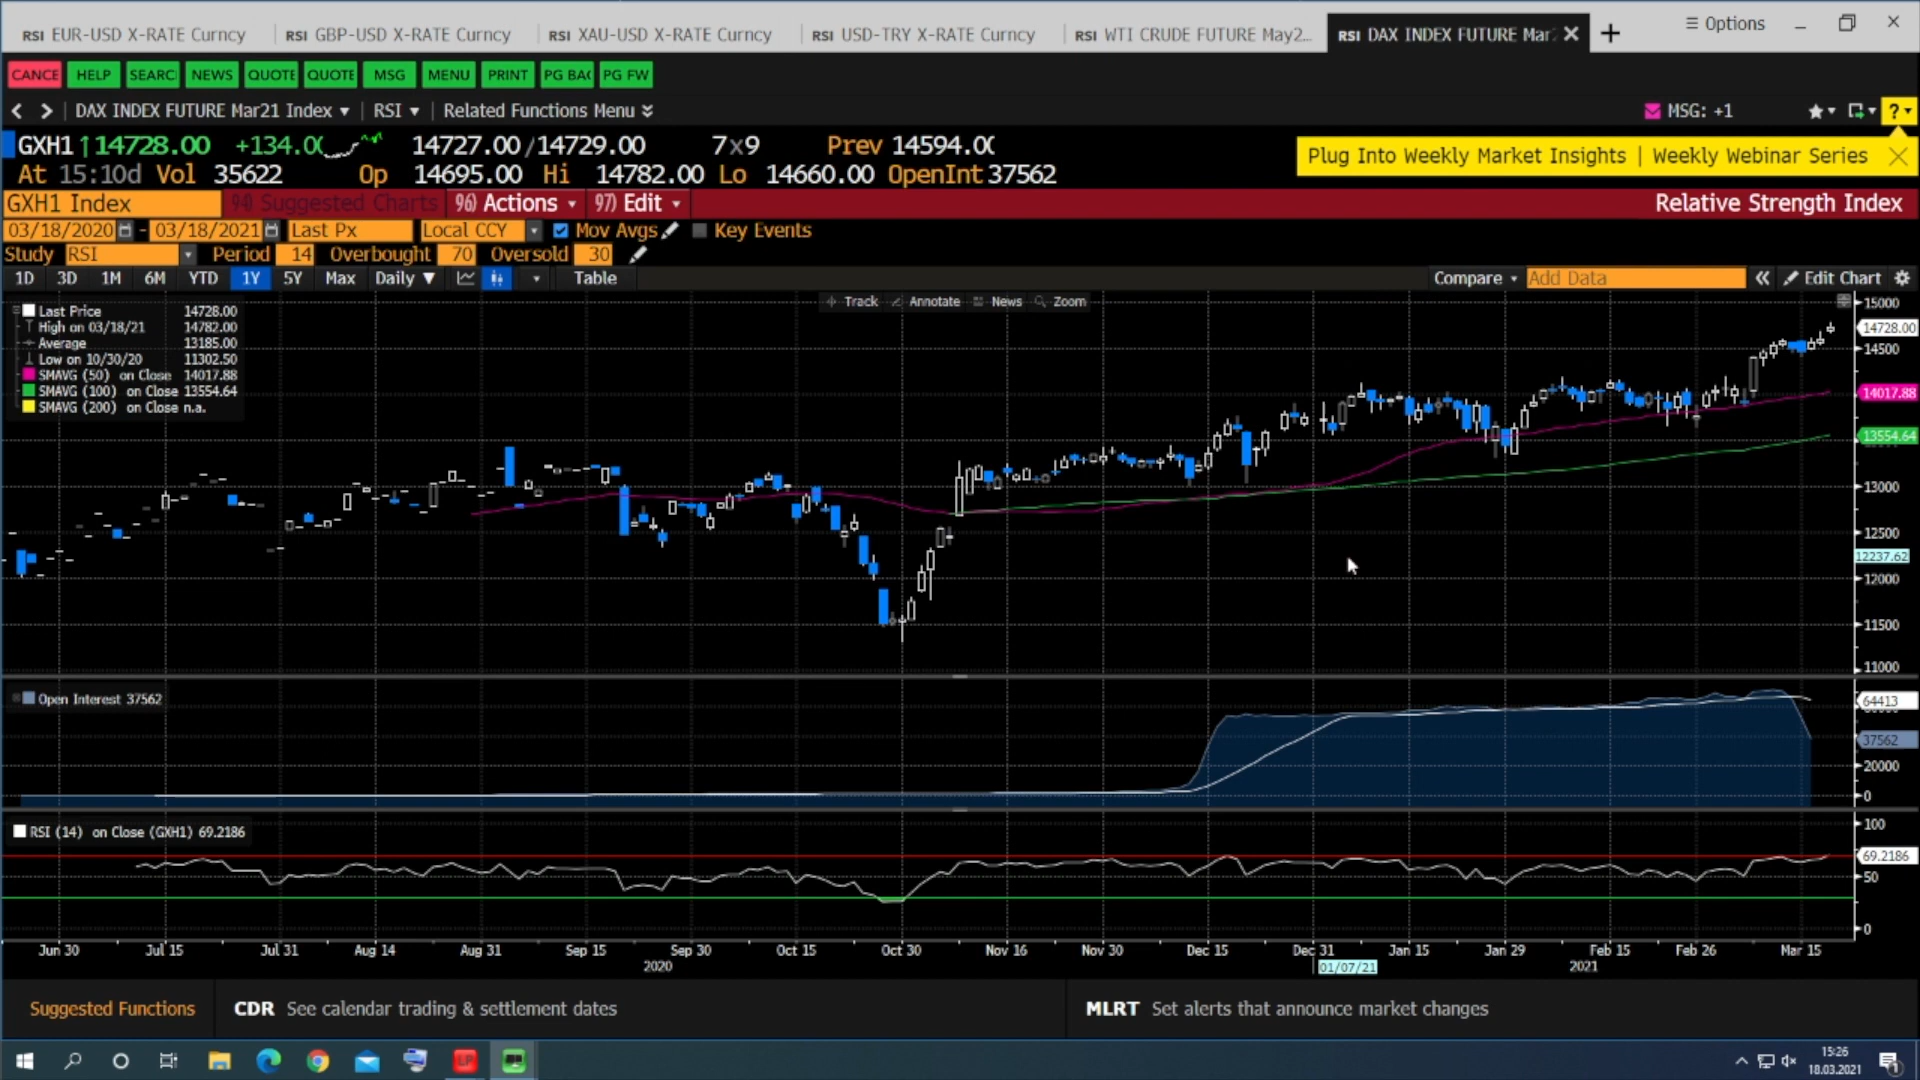 RSI EUR-USD X-RATE Curncy RSI GBP-USD X-RATE Curncy RSI XAU-USD X-RATE Curncy RSI USD-TRY X-RATE Curncy RSI WTI CRUDE FUTURE May2... RSI DAX INDEX FUTURE Mar Options
CANCE HELP SEARC NEWS QUOTE QUOTE MSG MENU PRINT PG BAC PG FW
DAX INDEX FUTURE Mar21 Index RSI Related Functions Menu MSG: +1 ?
GXH1 ↑14728.00 +134.00 14727.00/14729.00 7x9 Prev 14594.00
Plug Into Weekly Market Insights | Weekly Webinar Series
At 15:10d Vol 35622 Op 14695.00 Hi 14782.00 Lo 14660.00 OpenInt 37562
GXH1 Index 94) Suggested Charts 96) Actions 97) Edit Relative Strength Index
03/18/2020 - 03/18/2021 Last Px Local CCY Mov Avgs Key Events
Study RSI Period 14 Overbought 70 Oversold 30
1D 3D 1M 6M YTD 1Y 5Y Max Daily ▼ Table Compare Add Data « Edit Chart
Track Annotate News Zoom
Last Price 14728.00
High on 03/18/21 14782.00
Average 13185.00
Low on 10/30/20 11302.50
SMAVG (50) on Close 14017.88
SMAVG (100) on Close 13554.64
SMAVG (200) on Close n.a.
15000
14728.00
14500
14017.88
13554.64
13000
12500
12237.62
12000
11500
11000
Open Interest 37562
64413
37562
20000
0
RSI (14) on Close (GXH1) 69.2186
100
69.2186
50
0
Jun 30 Jul 15 Jul 31 Aug 14 Aug 31 Sep 15 Sep 30 Oct 15 Oct 30 Nov 16 Nov 30 Dec 15 Dec 31 Jan 15 Jan 29 Feb 15 Feb 26 Mar 15
2020 01/07/21 2021
Suggested Functions CDR See calendar trading & settlement dates MLRT Set alerts that announce market changes
LP
15:26
18.03.2021
1